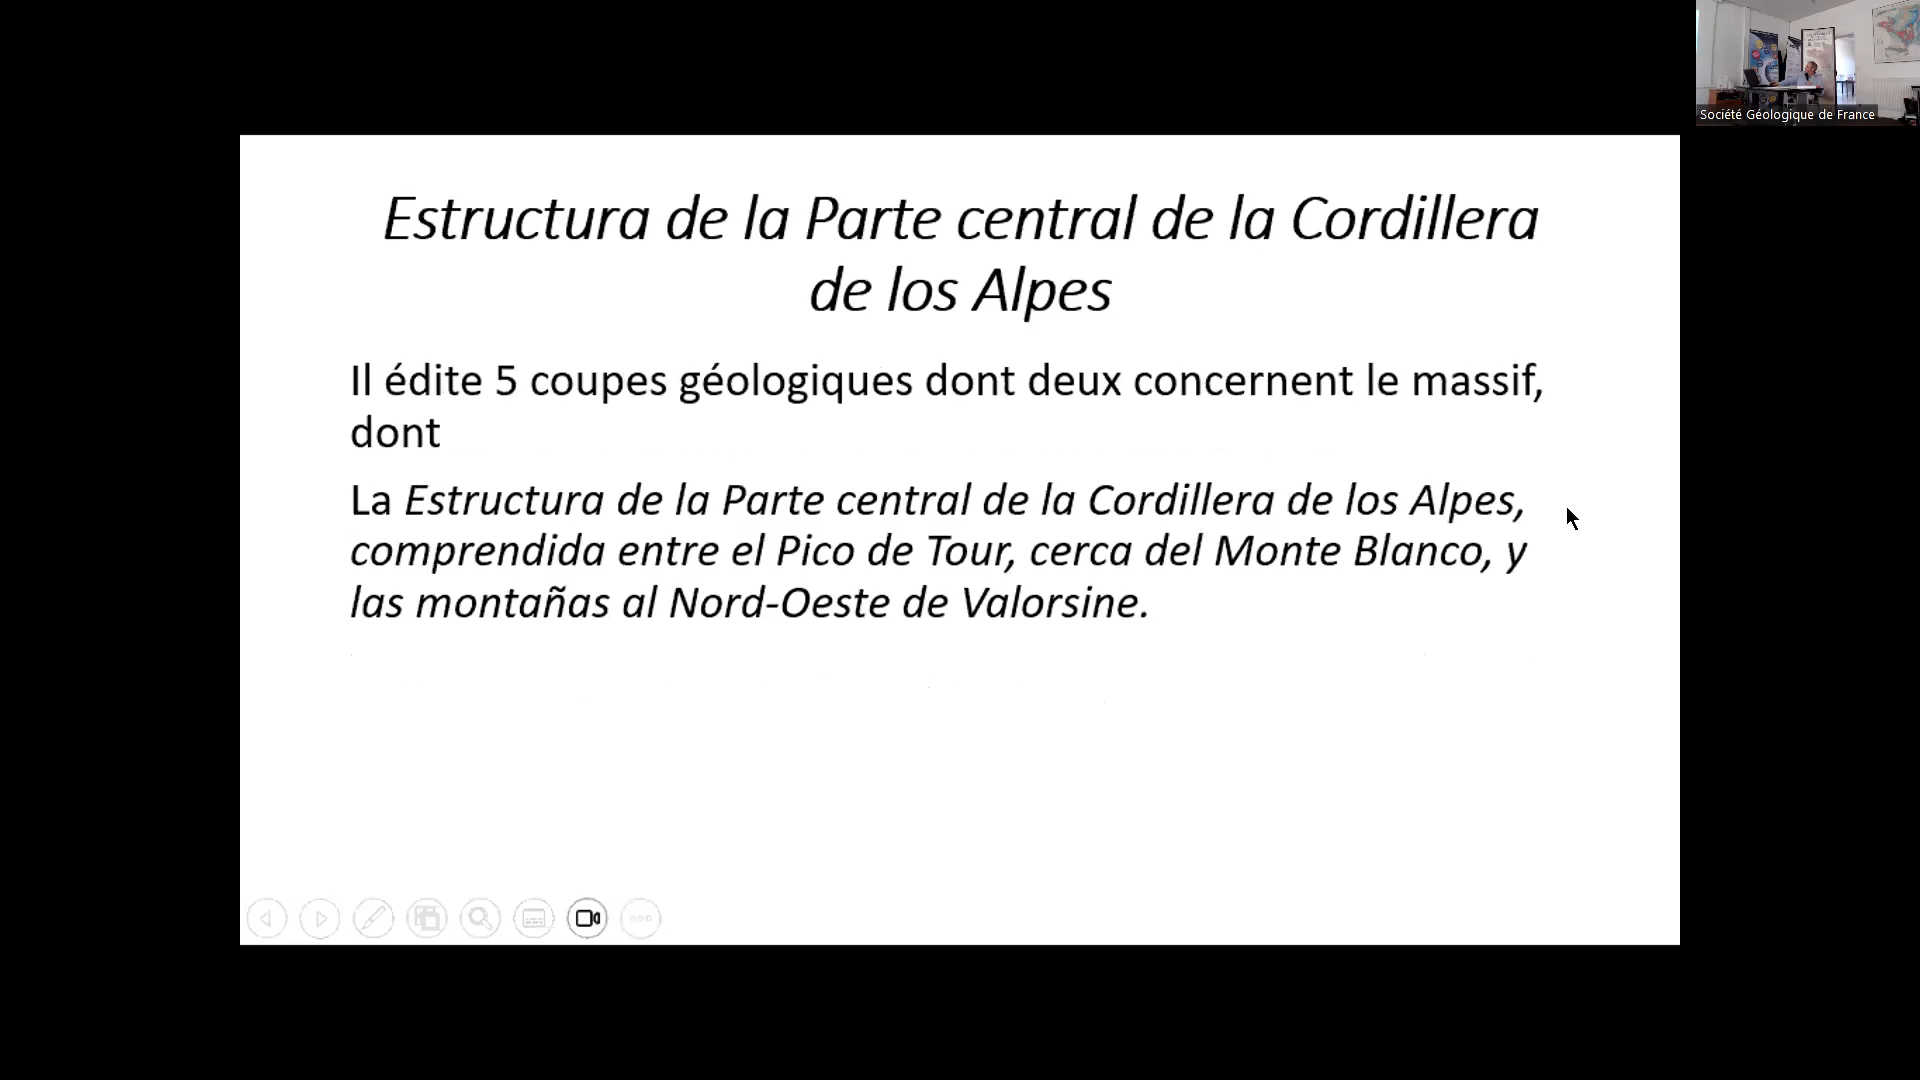 Société Géologique de France
Estructura de la Parte central de la Cordillera
de los Alpes
Il édite 5 coupes géologiques dont deux concernent le massif,
dont
La Estructura de la Parte central de la Cordillera de los Alpes,
comprendida entre el Pico de Tour, cerca del Monte Blanco, y
las montañas al Nord-Oeste de Valorsine.